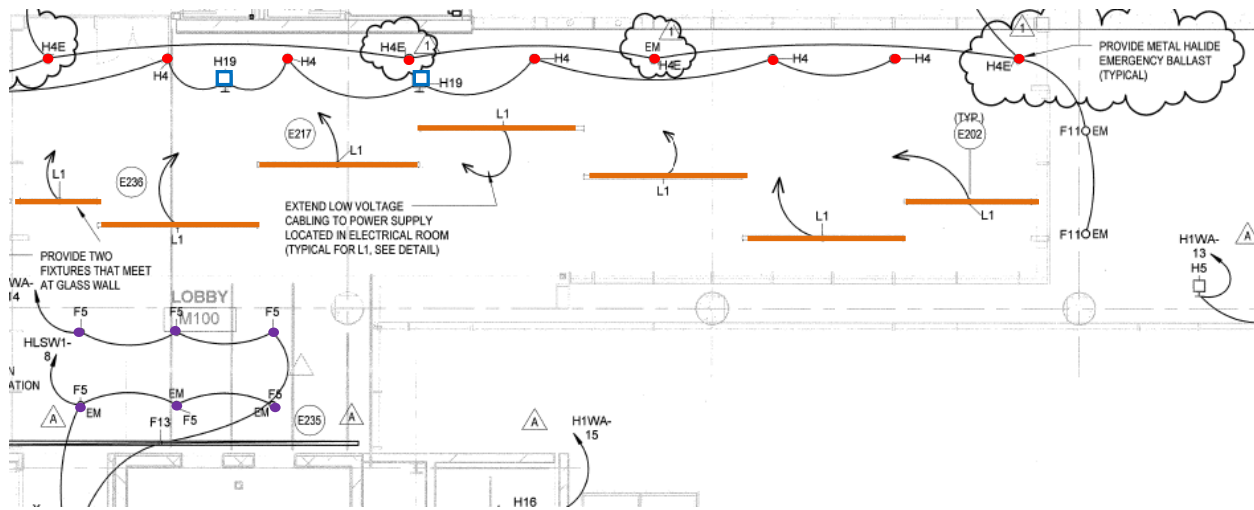 H4E
1
EM
1
1
H4E
H4
H19
H4
H19
H4
H4E
H4
H4
H4E
PROVIDE METAL HALIDE
EMERGENCY BALLAST
(TYPICAL)
L1
E236
L1
E217
L1
L1
L1
L1
(TYP.)
E202
L1
F11
EM
F11
EM
EXTEND LOW VOLTAGE
CABLING TO POWER SUPPLY
LOCATED IN ELECTRICAL ROOM
(TYPICAL FOR L1, SEE DETAIL)
PROVIDE TWO
FIXTURES THAT MEET
AT GLASS WALL
A
H1WA-
13
H5
WA-
14
LOBBY
M100
F5
F5
F5
HLSW1-
8
N
ATION
F5
EM
EM
F5
F5
EM
A
F13
E235
A
A
H1WA-
15
H16